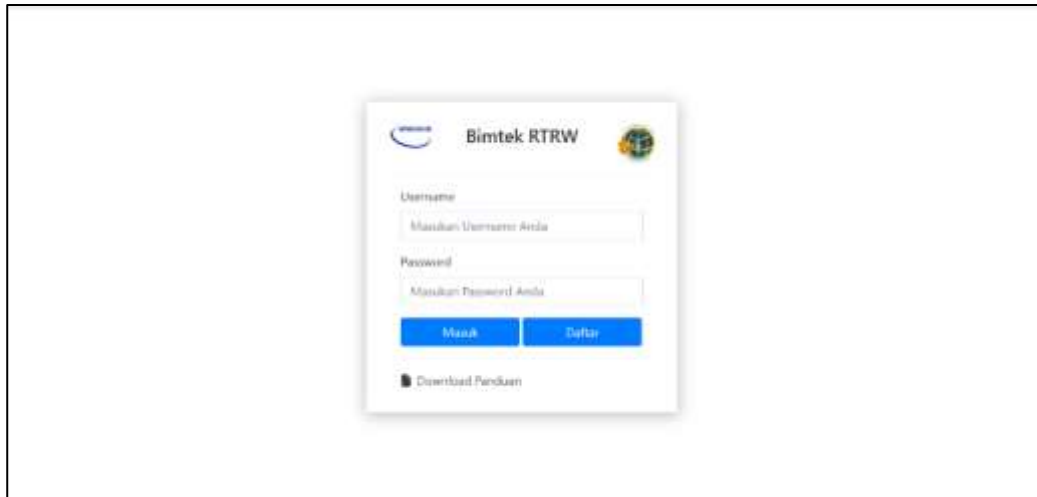 Bimtek RTRW
Username
Masukan Username Anda
Password
Masukan Password Anda
Masuk Daftar
Download Panduan